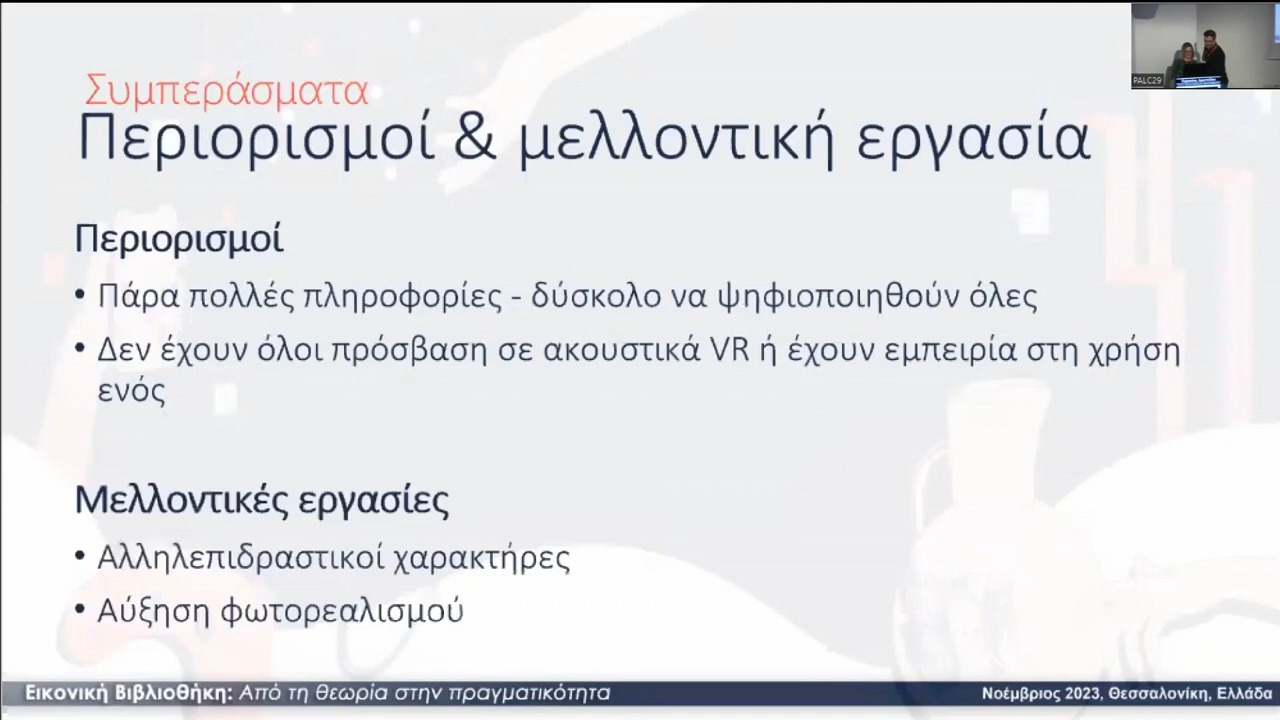 Συμπεράσματα
Περιορισμοί & μελλοντική εργασία
PALC29
Περιορισμοί
• Πάρα πολλές πληροφορίες - δύσκολο να ψηφιοποιηθούν όλες
• Δεν έχουν όλοι πρόσβαση σε ακουστικά VR ή έχουν εμπειρία στη χρήση
ενός
Μελλοντικές εργασίες
• Αλληλεπιδραστικοί χαρακτήρες
• Αύξηση φωτορεαλισμού
Εικονική Βιβλιοθήκη: Από τη θεωρία στην πραγματικότητα
Νοέμβριος 2023, Θεσσαλονίκη, Ελλάδα